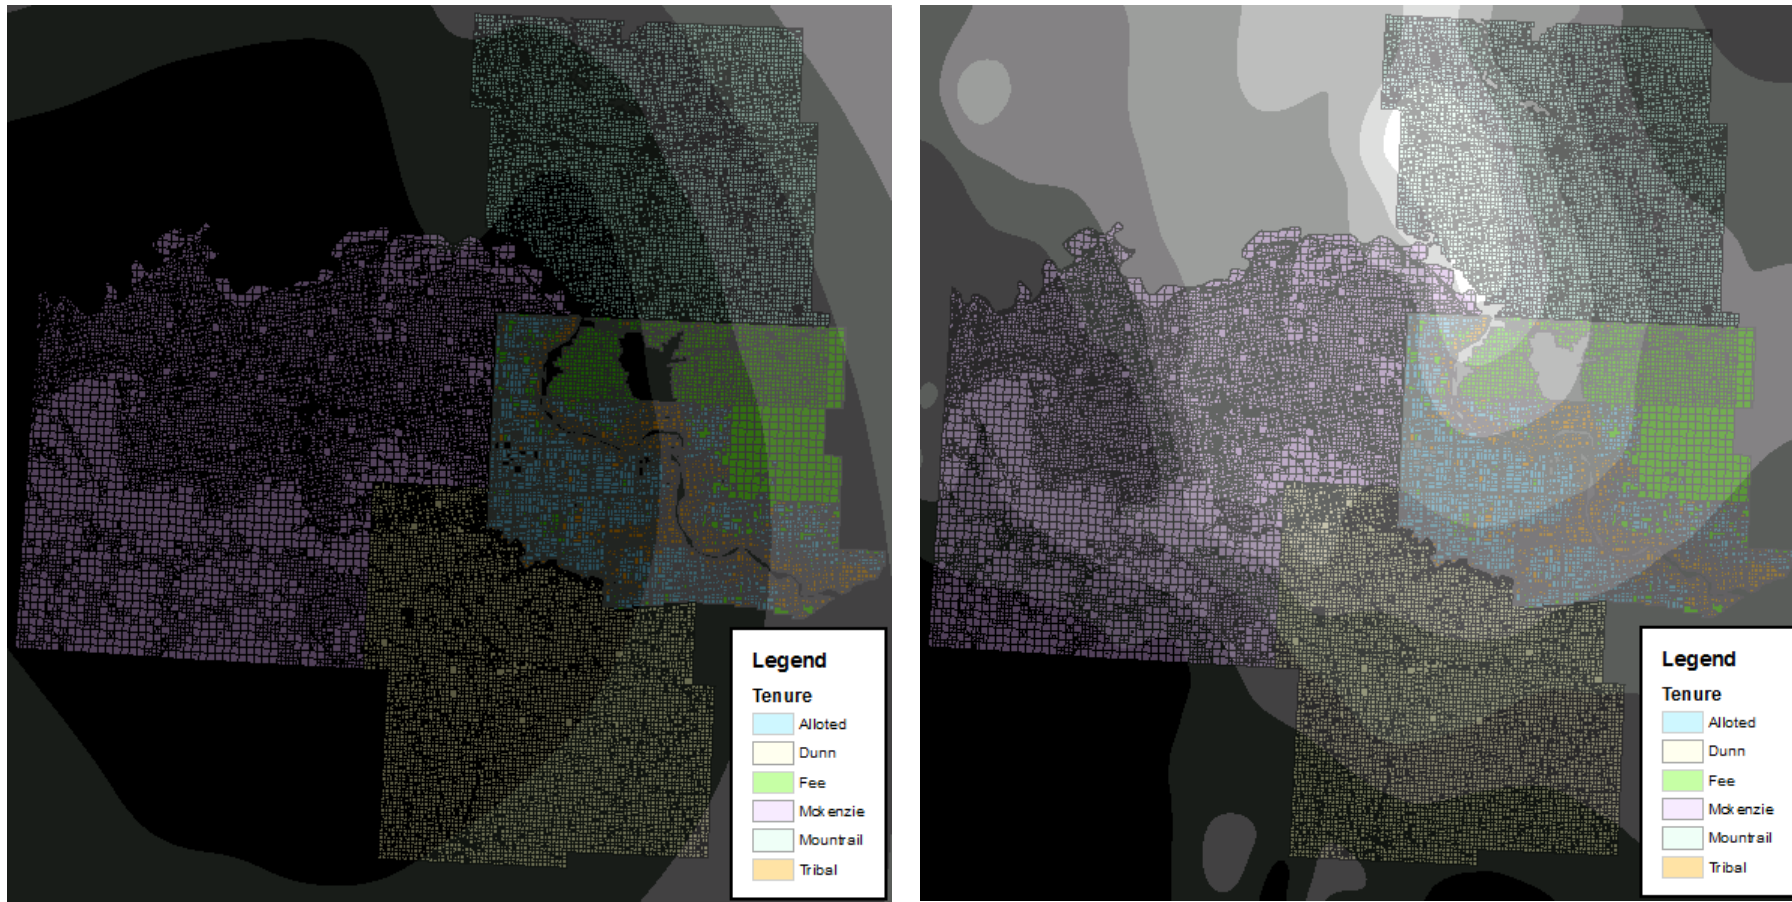 Legend
Tenure
Alloted
Dunn
Fee
Mckenzie
Mountrail
Tribal
Legend
Tenure
Alloted
Dunn
Fee
Mckenzie
Mountrail
Tribal